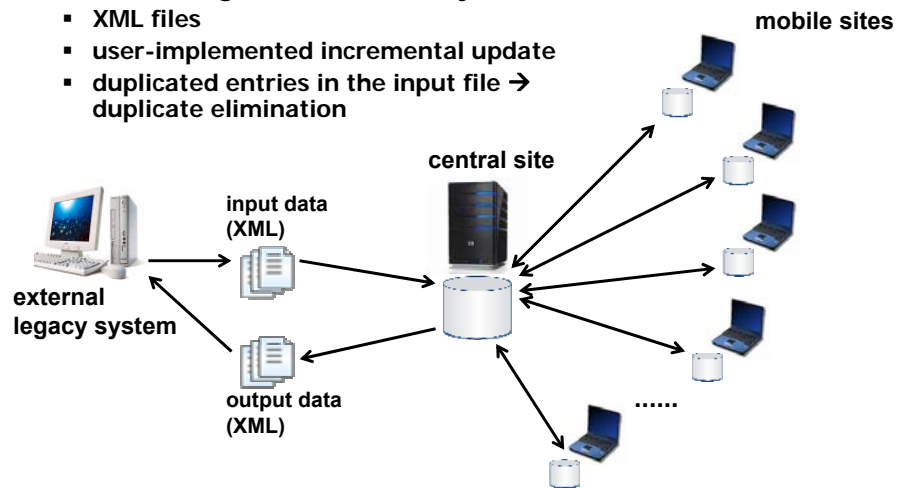 ▪ XML files
▪ user-implemented incremental update
▪ duplicated entries in the input file →
duplicate elimination
mobile sites
central site
input data
(XML)
external
legacy system
output data
(XML)
......